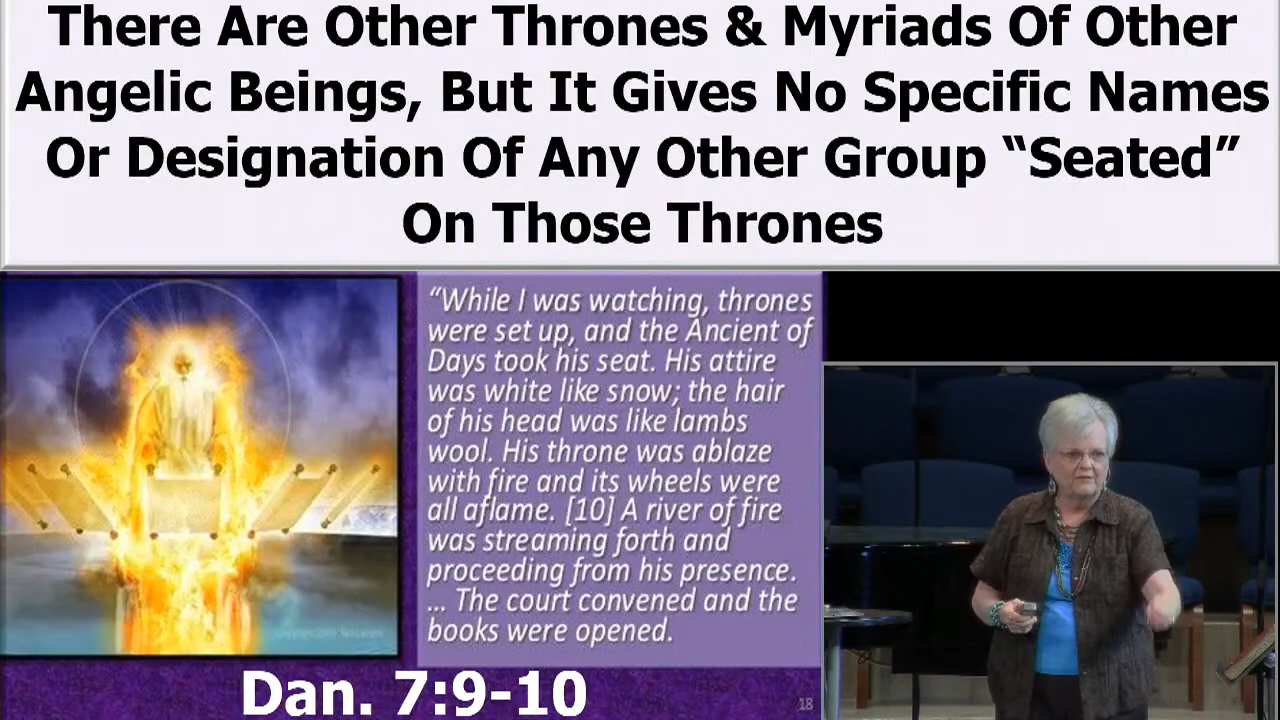 There Are Other Thrones & Myriads Of Other
Angelic Beings, But It Gives No Specific Names
Or Designation Of Any Other Group “Seated”
On Those Thrones
“While I was watching, thrones
were set up, and the Ancient of
Days took his seat. His attire
was white like snow; the hair
of his head was like lambs
wool. His throne was ablaze
with fire and its wheels were
all aflame. [10] A river of fire
was streaming forth and
proceeding from his presence.
... The court convened and the
books were opened.
Dan. 7:9-10
18